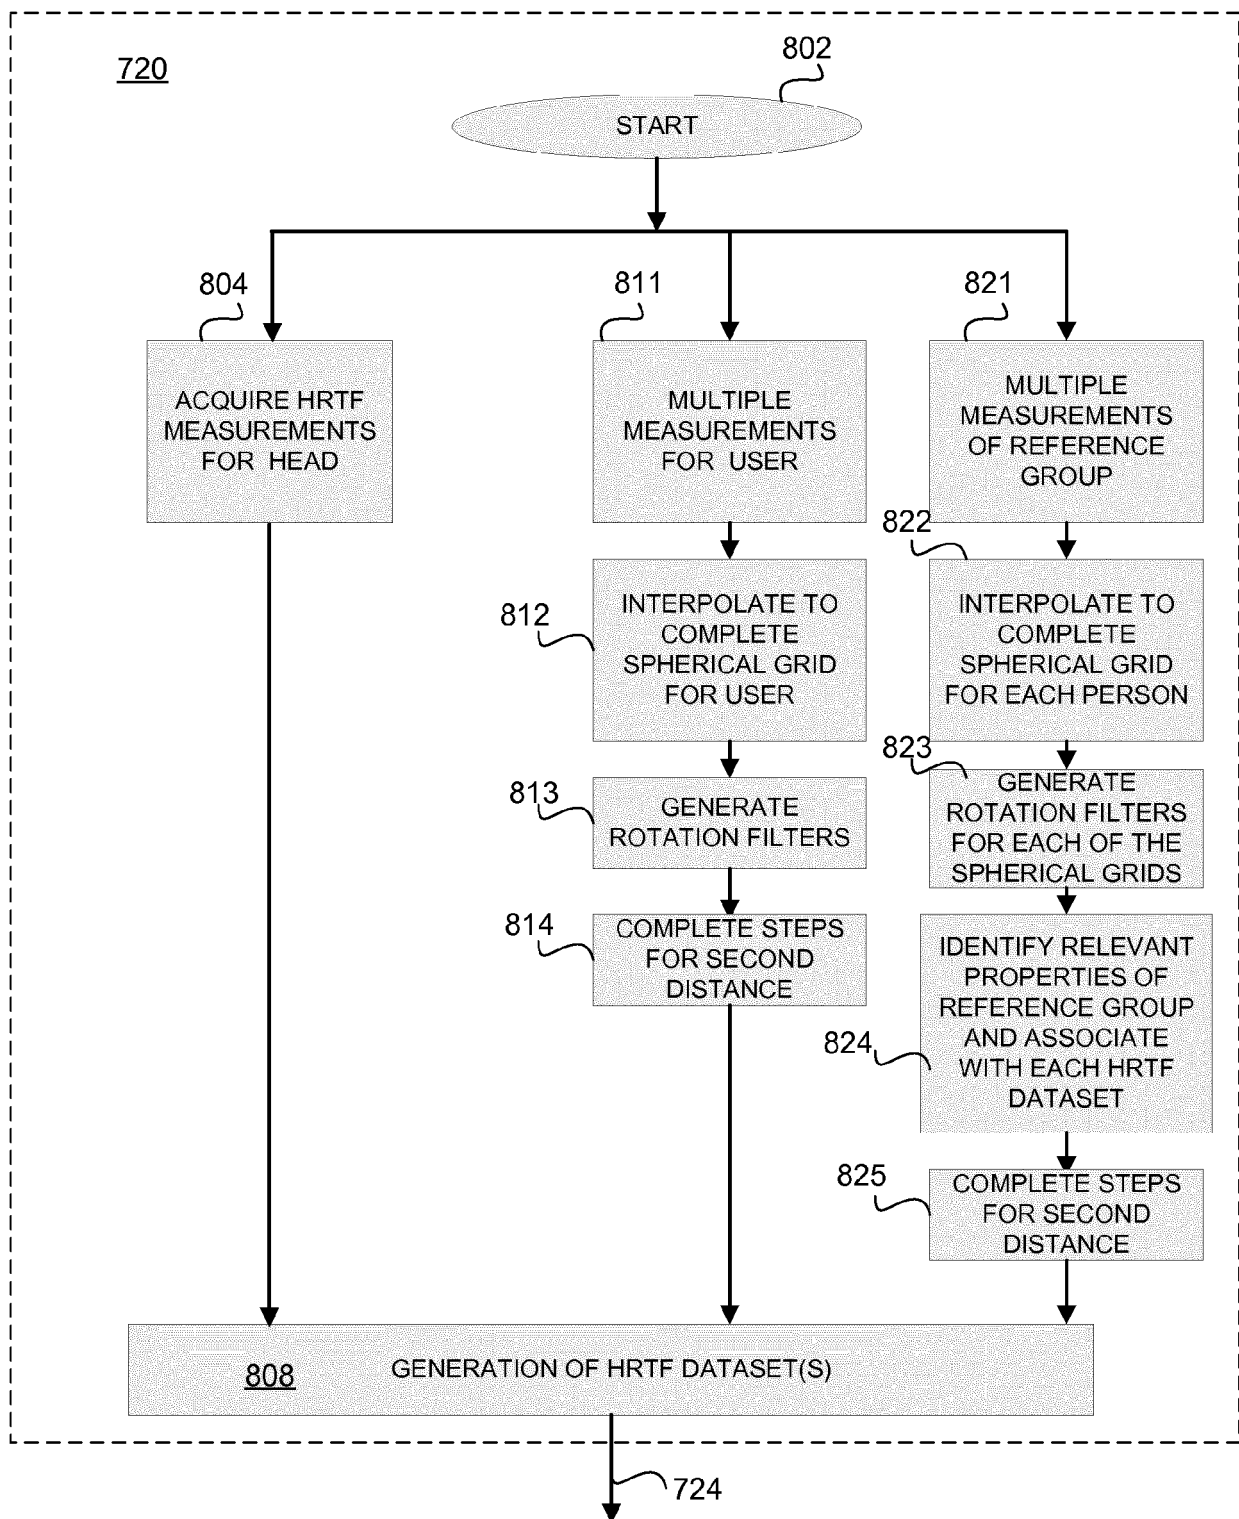 720
802
START
804
811
821
ACQUIRE HRTF
MEASUREMENTS
FOR HEAD
MULTIPLE
MEASUREMENTS
FOR USER
MULTIPLE
MEASUREMENTS
OF REFERENCE
GROUP
812
INTERPOLATE TO
COMPLETE
SPHERICAL GRID
FOR USER
822
INTERPOLATE TO
COMPLETE
SPHERICAL GRID
FOR EACH PERSON
813
GENERATE
ROTATION FILTERS
823
GENERATE
ROTATION FILTERS
FOR EACH OF THE
SPHERICAL GRIDS
814
COMPLETE STEPS
FOR SECOND
DISTANCE
824
IDENTIFY RELEVANT
PROPERTIES OF
REFERENCE GROUP
AND ASSOCIATE
WITH EACH HRTF
DATASET
825
COMPLETE STEPS
FOR SECOND
DISTANCE
808
GENERATION OF HRTF DATASET(S)
724